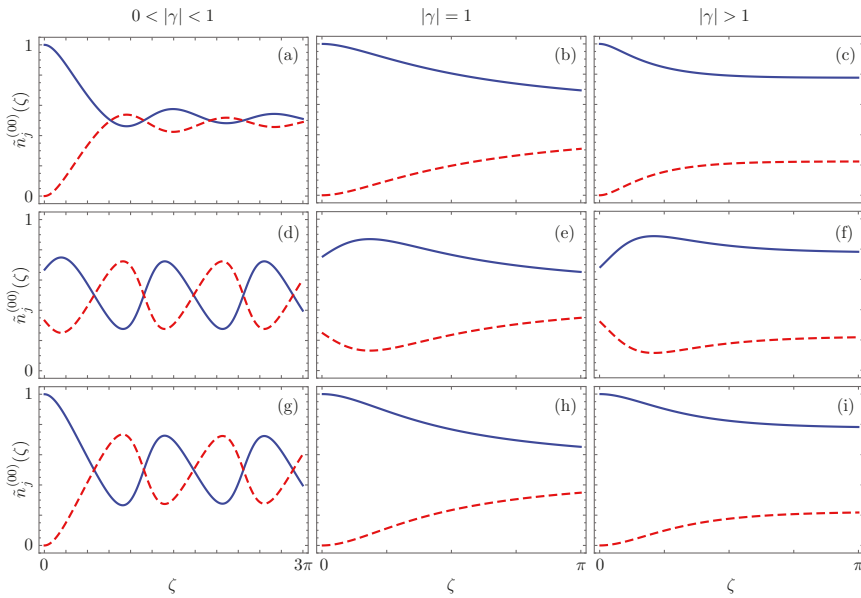 0 < |γ| < 1 |γ| = 1 |γ| > 1
1 (a) (b) (c)
ñ_j^{(00)}(ζ)
0
1 (d) (e) (f)
ñ_j^{(00)}(ζ)
0
1 (g) (h) (i)
ñ_j^{(00)}(ζ)
0
0 3π 0 π 0 π
ζ ζ ζ